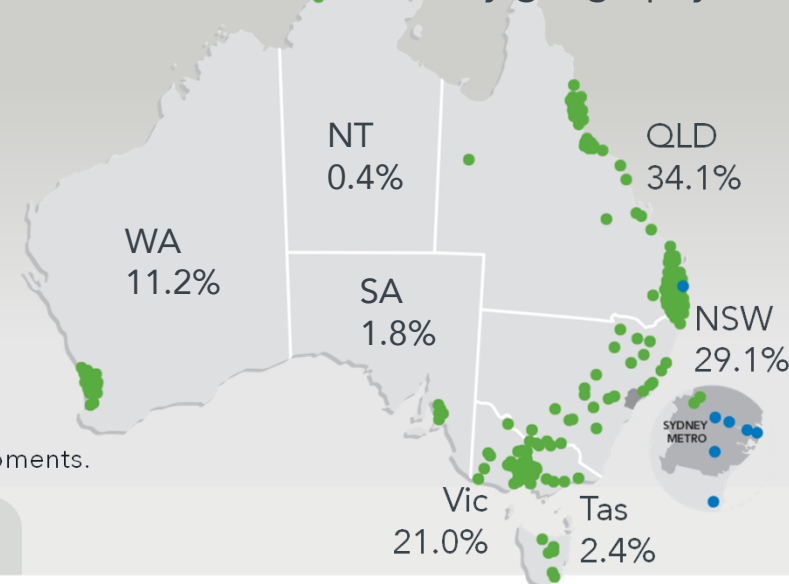 NT
0.4%
QLD
34.1%
WA
11.2%
SA
1.8%
NSW
29.1%
SYDNEY
METRO
Vic
21.0%
Tas
2.4%